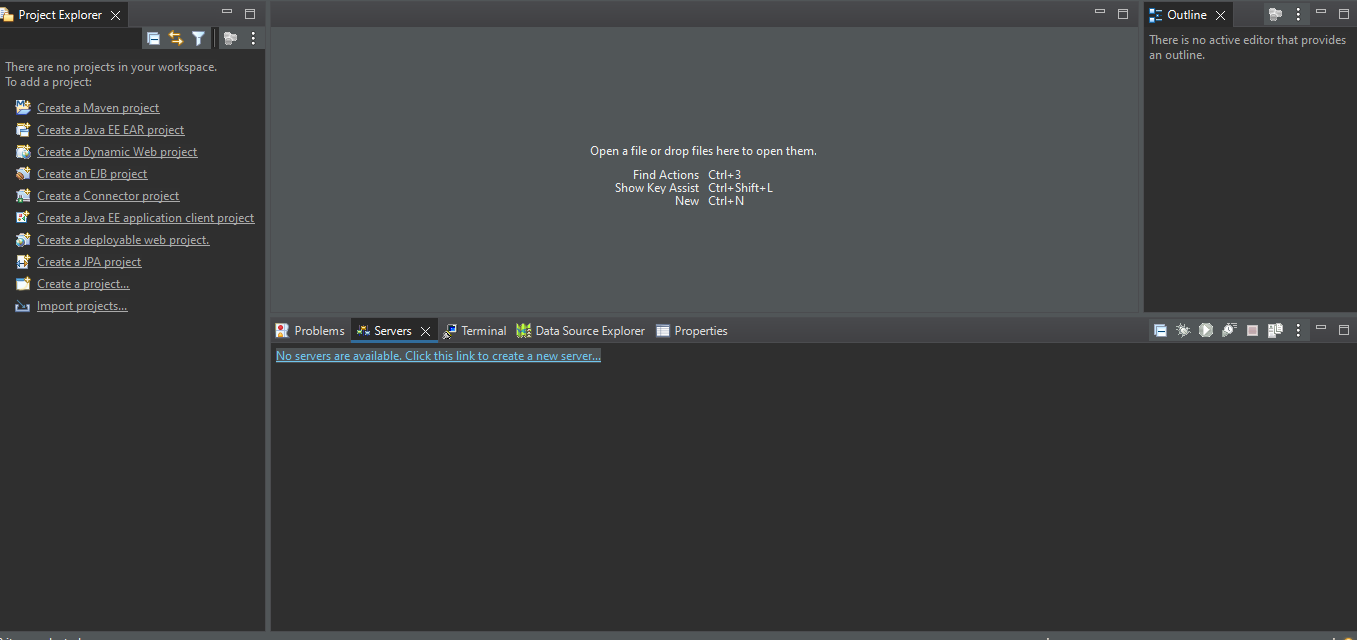 Project Explorer
There are no projects in your workspace.
To add a project:
Create a Maven project
Create a Java EE EAR project
Create a Dynamic Web project
Create an EJB project
Create a Connector project
Create a Java EE application client project
Create a deployable web project.
Create a JPA project
Create a project...
Import projects...
Open a file or drop files here to open them.
Find Actions Ctrl+3
Show Key Assist Ctrl+Shift+L
New Ctrl+N
Outline
There is no active editor that provides
an outline.
Problems Servers Terminal Data Source Explorer Properties
No servers are available. Click this link to create a new server...